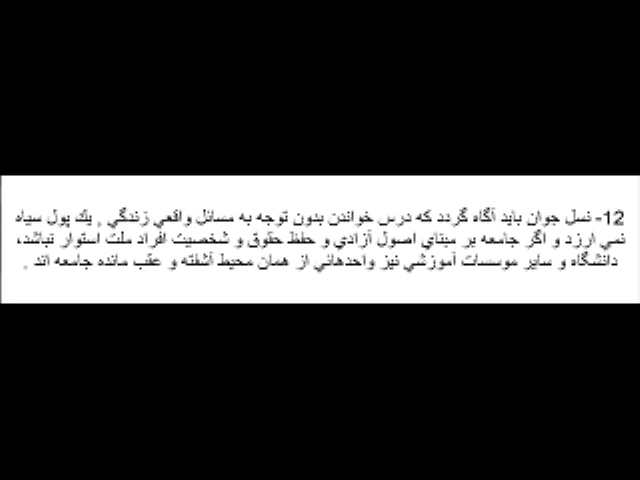 12- نسل جوان بايد آگاه گردد كه درس خواندن بدون توجه به مسائل واقعي زندگي , يك پول سياه
نمي ارزد و اگر جامعه بر مبناي اصول آزادي و حفظ حقوق و شخصيت افراد ملت استوار نباشد،
دانشگاه و ساير موسسات آموزشي نيز واحدهائي از همان محيط آشفته و عقب مانده جامعه اند .